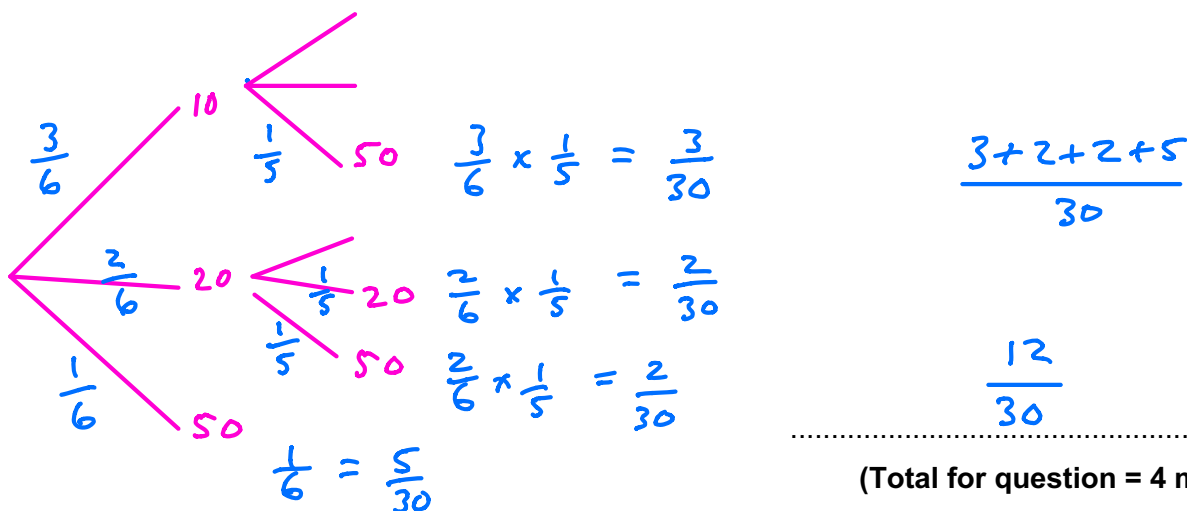 10
3/6
1/5
50
3/6 × 1/5 = 3/30
3+2+2+5/30
2/6
20
1/5
20
2/6 × 1/5 = 2/30
1/5
50
2/6 × 1/5 = 2/30
1/6
50
1/6 = 5/30
12/30
(Total for question = 4 m